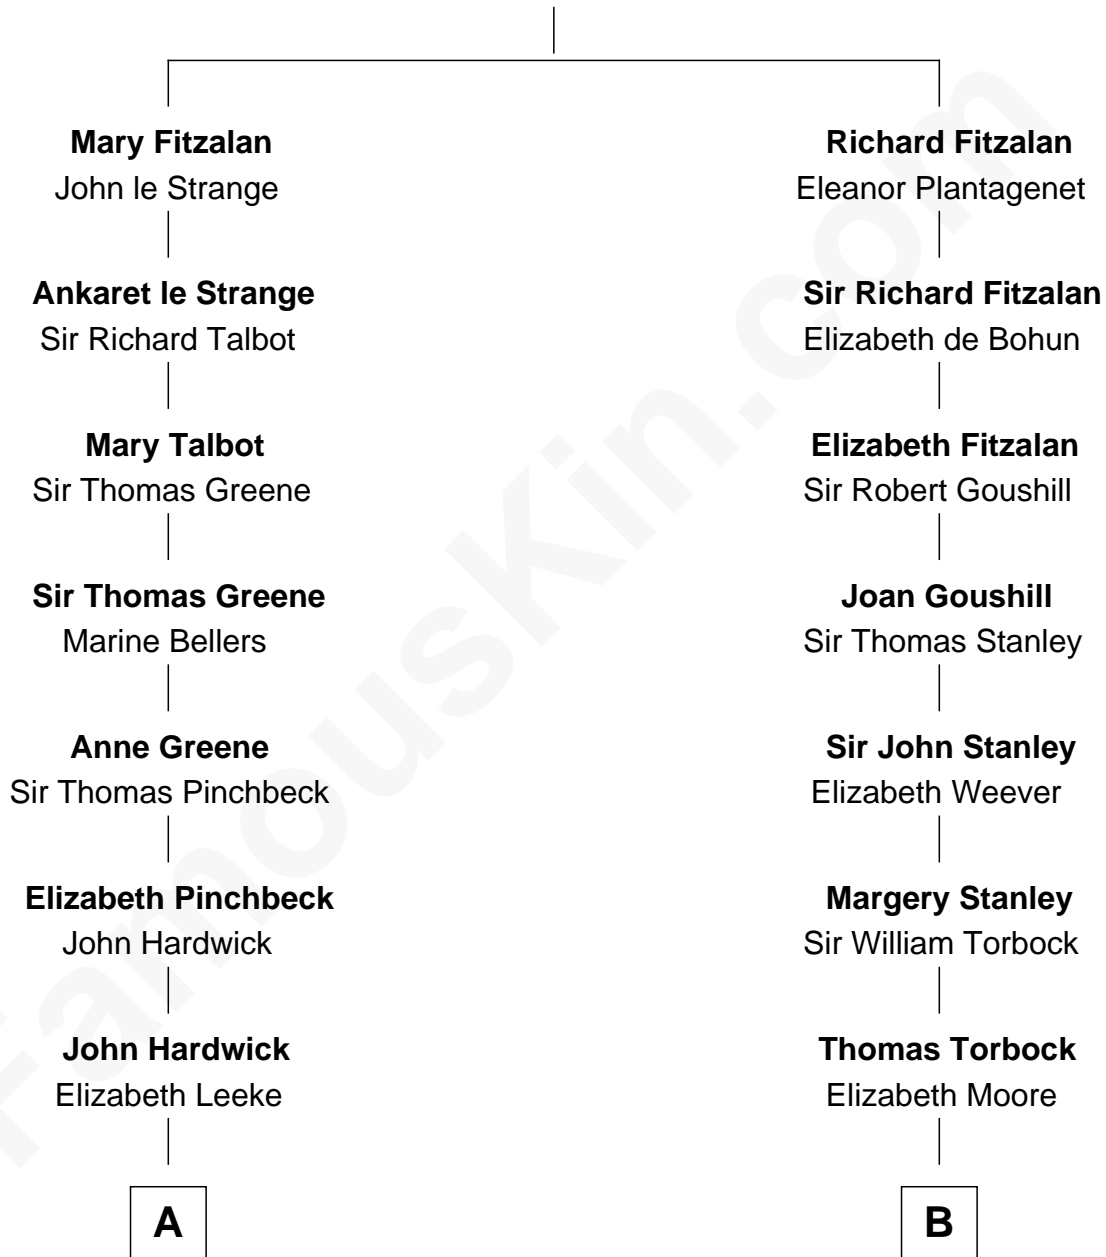 Mary Fitzalan
John le Strange
Ankaret le Strange
Sir Richard Talbot
Mary Talbot
Sir Thomas Greene
Sir Thomas Greene
Marine Bellers
Anne Greene
Sir Thomas Pinchbeck
Elizabeth Pinchbeck
John Hardwick
John Hardwick
Elizabeth Leeke
A
Richard Fitzalan
Eleanor Plantagenet
Sir Richard Fitzalan
Elizabeth de Bohun
Elizabeth Fitzalan
Sir Robert Goushill
Joan Goushill
Sir Thomas Stanley
Sir John Stanley
Elizabeth Weever
Margery Stanley
Sir William Torbock
Thomas Torbock
Elizabeth Moore
B
FamousKin.com